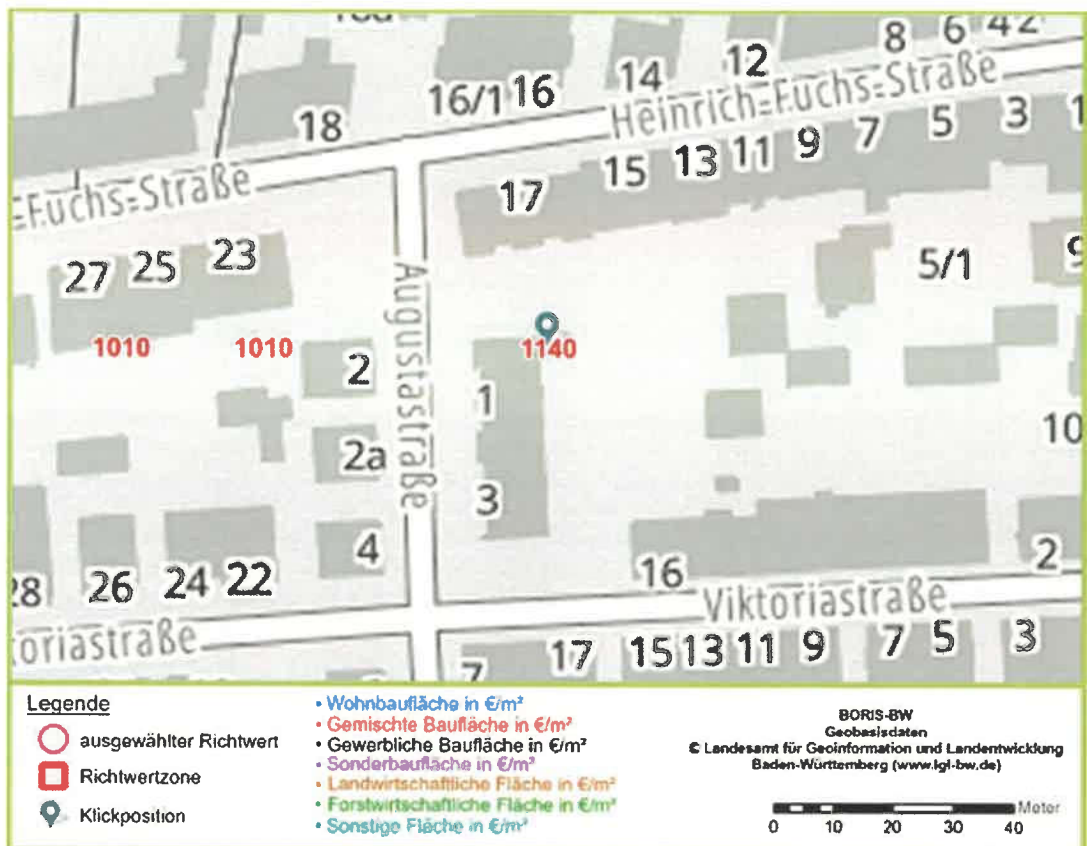 8 6 4 2
16/1 16 14 12
18 Heinrich-Fuchs-Straße
15 13 11 9 7 5 3 1
17
=Fuchs=Straße
27 25 23 5/1 9
1010 1010 1140
Augustastraße
2 1
2a 10
3
4
28 26 24 22 16 2
Viktoriastraße
toriastraße
7 17 15 13 11 9 7 5 3
Legende
ausgewählter Richtwert
Richtwertzone
Klickposition
• Wohnbaufläche in €/m²
• Gemischte Baufläche in €/m²
• Gewerbliche Baufläche in €/m²
• Sonderbaufläche in €/m²
• Landwirtschaftliche Fläche in €/m²
• Forstwirtschaftliche Fläche in €/m²
• Sonstige Fläche in €/m²
BORIS-BW
Geobasisdaten
© Landesamt für Geoinformation und Landentwicklung
Baden-Württemberg (www.lgl-bw.de)
Meter
0 10 20 30 40